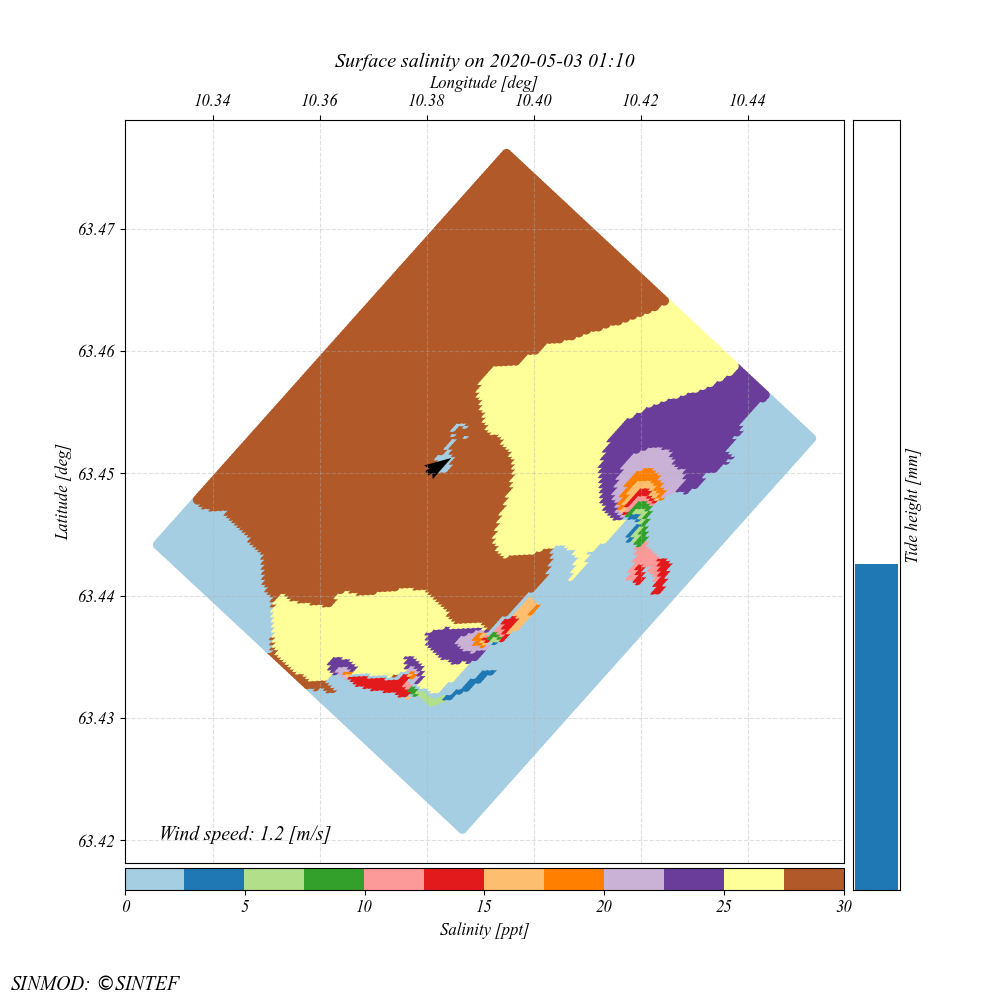 Surface salinity on 2020-05-03 01:10
Longitude [deg]
10.34 10.36 10.38 10.40 10.42 10.44
63.47
63.46
63.45
63.44
63.43
63.42
Latitude [deg]
Tide height [mm]
Wind speed: 1.2 [m/s]
0 5 10 15 20 25 30
Salinity [ppt]
SINMOD: ©SINTEF